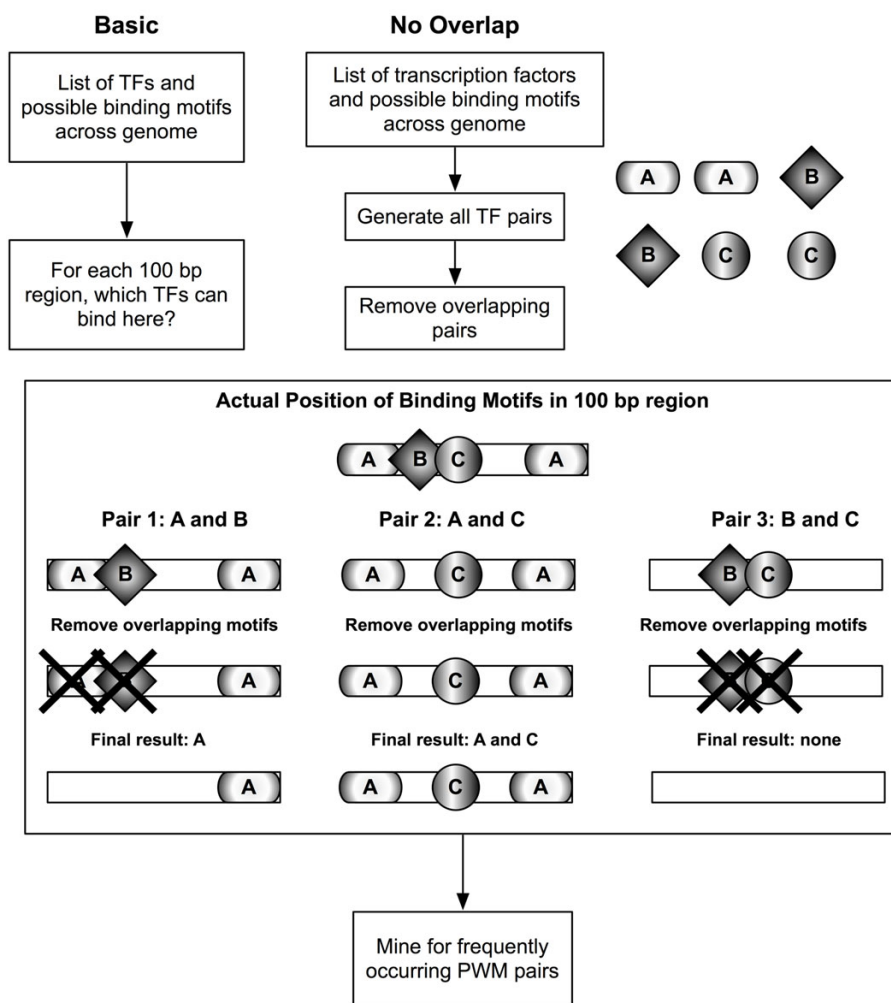 Basic
List of TFs and
possible binding motifs
across genome
For each 100 bp
region, which TFs can
bind here?
No Overlap
List of transcription factors
and possible binding motifs
across genome
Generate all TF pairs
Remove overlapping
pairs
A A B
B C C
Actual Position of Binding Motifs in 100 bp region
A B C A
Pair 1: A and B
A B A
Remove overlapping motifs
A
Final result: A
A
Pair 2: A and C
A C A
Remove overlapping motifs
A C A
Final result: A and C
A C A
Pair 3: B and C
B C
Remove overlapping motifs
Final result: none
Mine for frequently
occurring PWM pairs